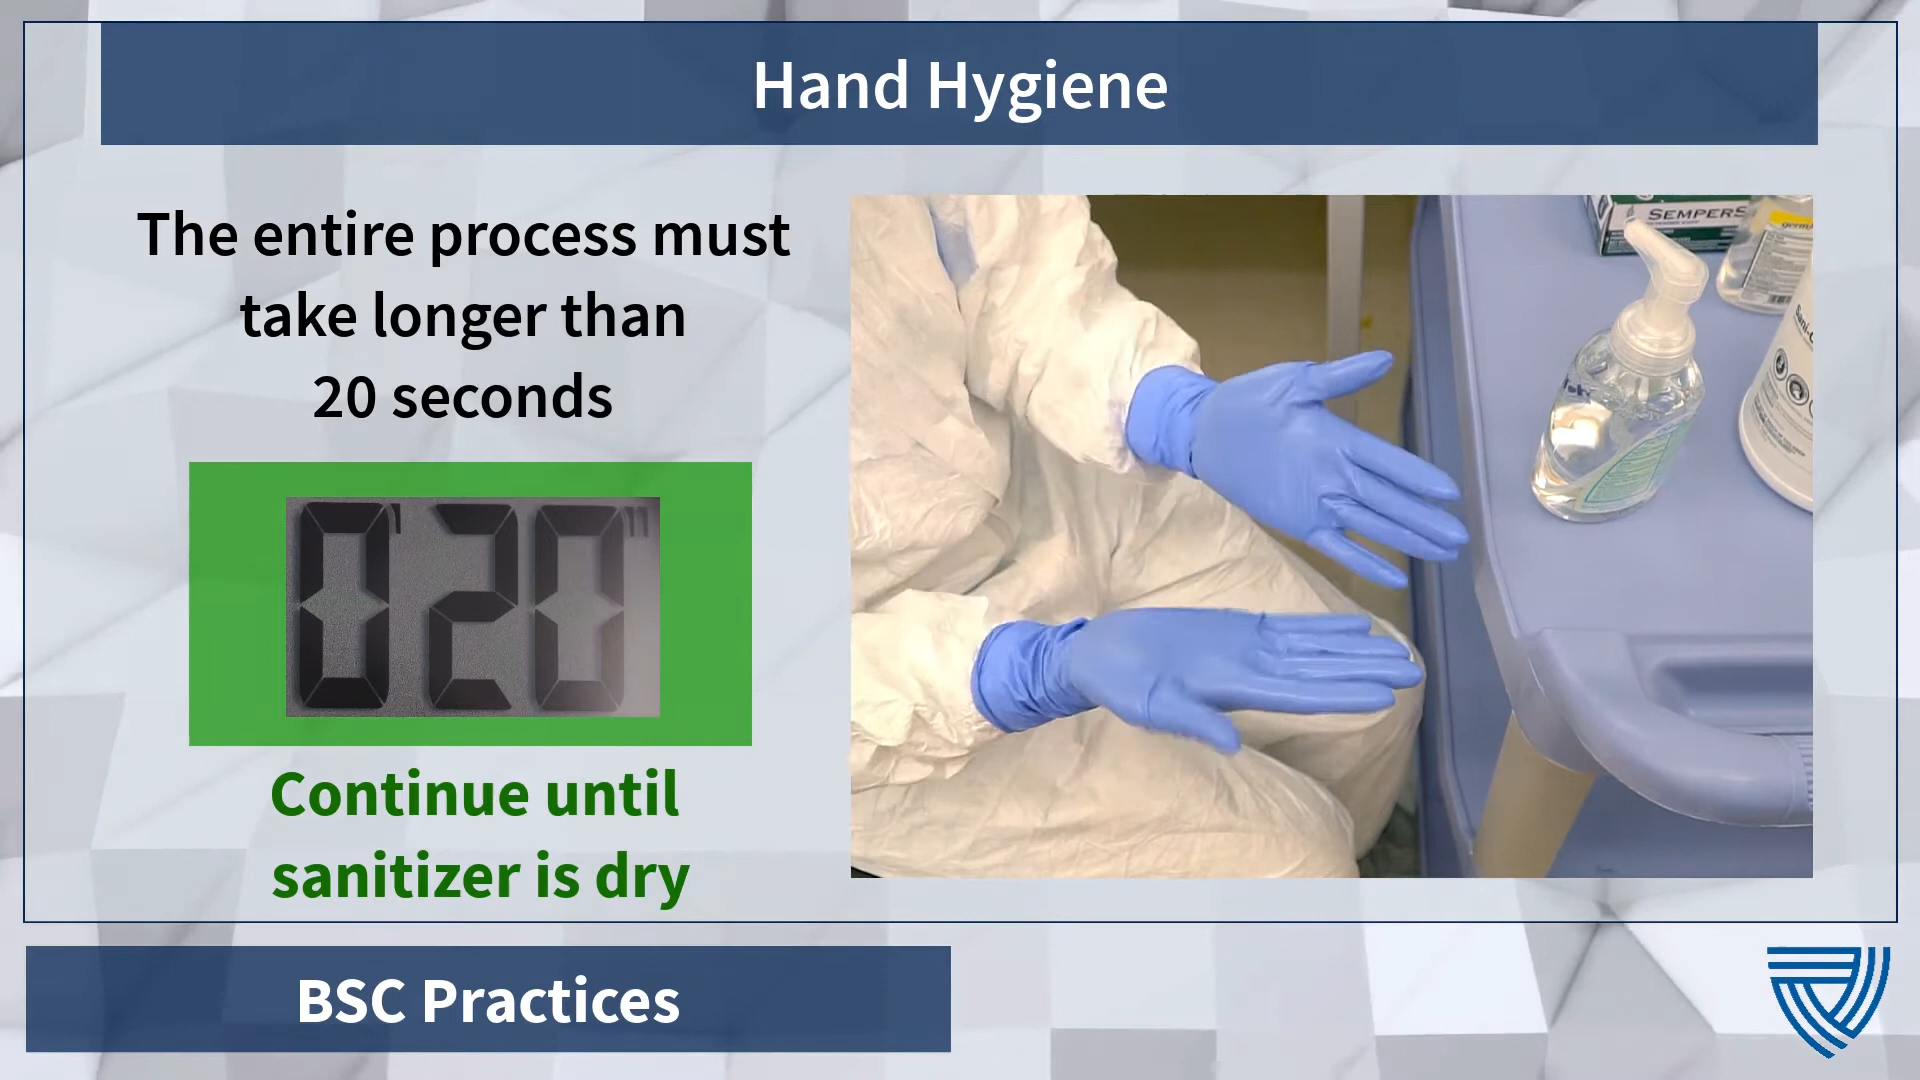 Hand Hygiene
The entire process must
take longer than
20 seconds
0'20"
Continue until
sanitizer is dry
SEMPERS
BSC Practices